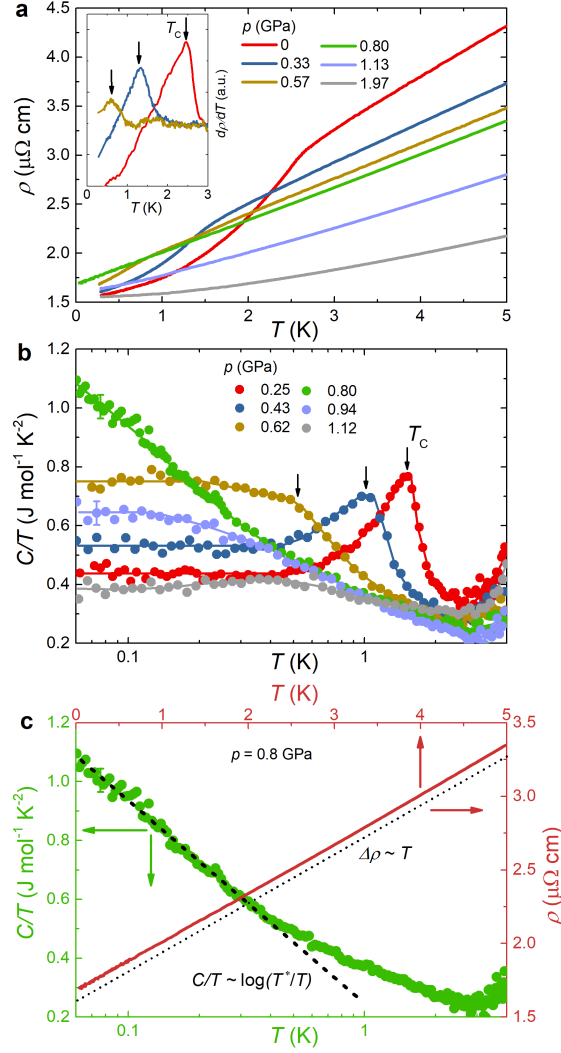 a
T_C
p (GPa)
0
0.33
0.57
0.80
1.13
1.97
dρ/dT (a.u.)
0 1 2 3
T (K)
4.5
4.0
3.5
3.0
2.5
2.0
1.5
ρ (μΩ cm)
0 1 2 3 4 5
T (K)
b
p (GPa)
0.25
0.43
0.62
0.80
0.94
1.12
T_C
1.2
1.0
0.8
0.6
0.4
0.2
C/T (J mol⁻¹ K⁻²)
0.1 1
T (K)
T (K)
c
0 1 2 3 4 5
p = 0.8 GPa
1.2
1.0
0.8
0.6
0.4
0.2
C/T (J mol⁻¹ K⁻²)
3.5
3.0
2.5
2.0
1.5
ρ (μΩ cm)
Δρ ~ T
C/T ~ log(T*/T)
0.1 1
T (K)